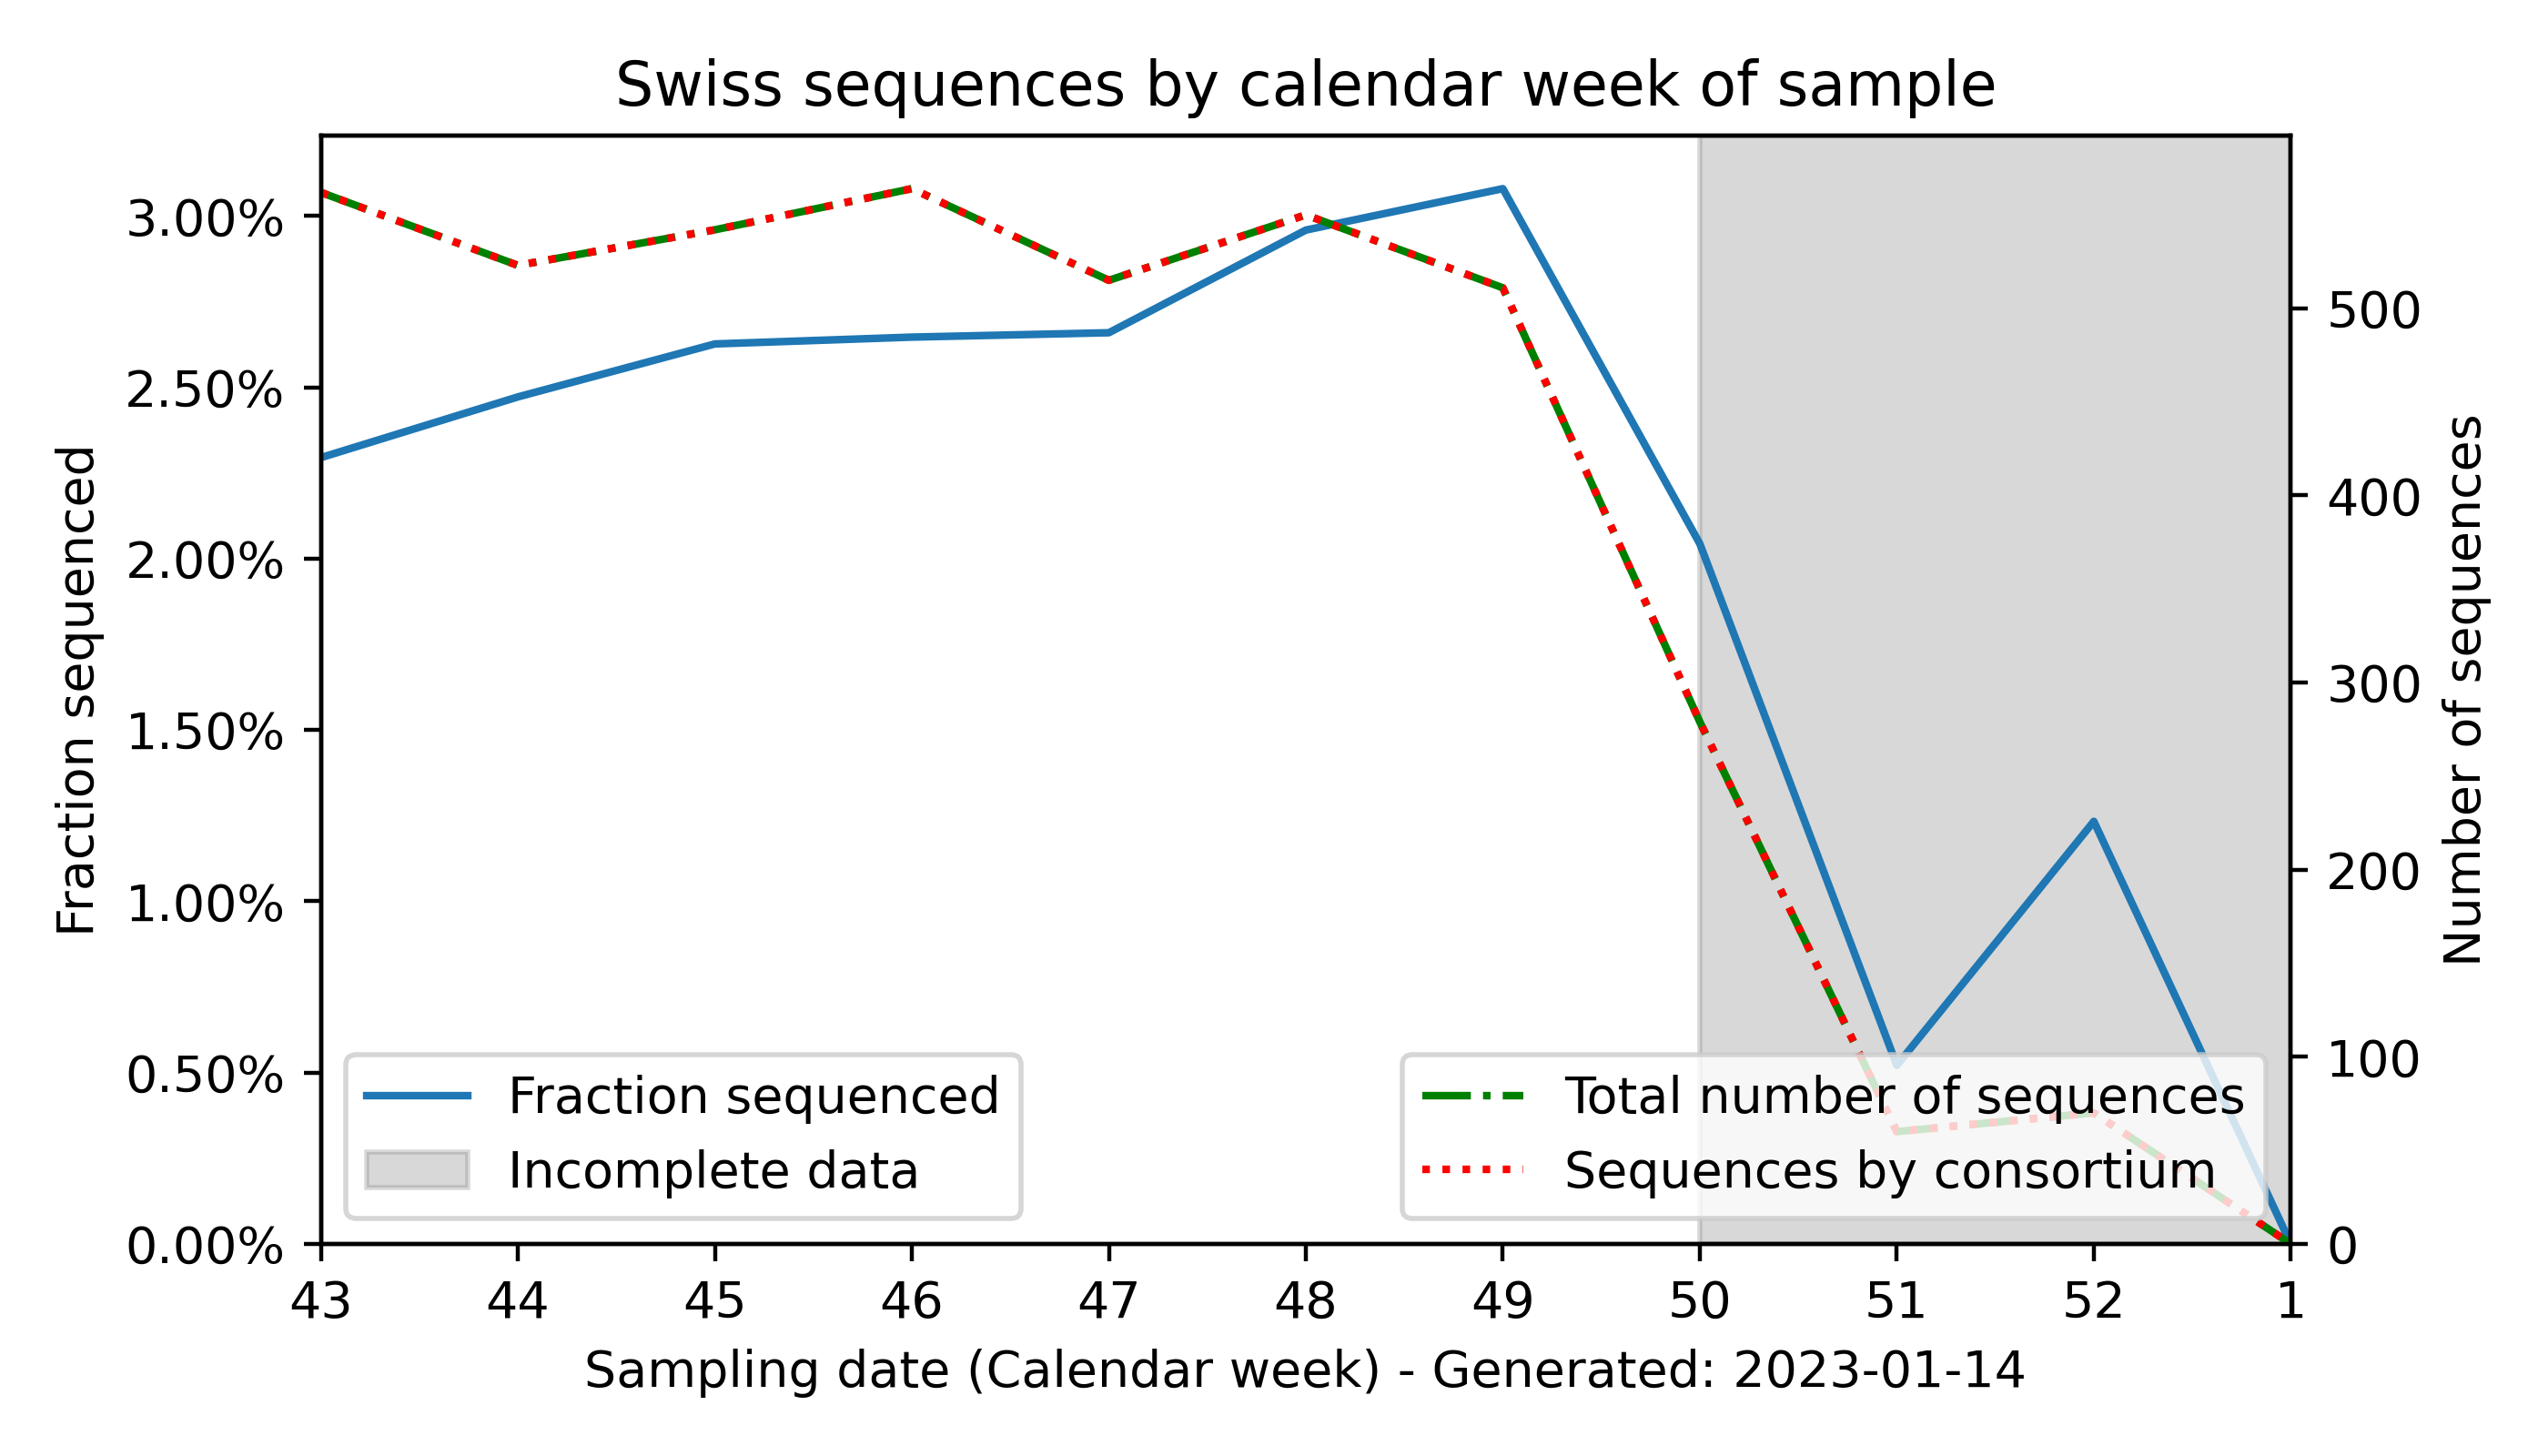 Swiss sequences by calendar week of sample
Fraction sequenced
3.00%
2.50%
2.00%
1.50%
1.00%
0.50%
0.00%
Number of sequences
500
400
300
200
100
0
Fraction sequenced
Incomplete data
Total number of sequences
Sequences by consortium
43 44 45 46 47 48 49 50 51 52 1
Sampling date (Calendar week) - Generated: 2023-01-14